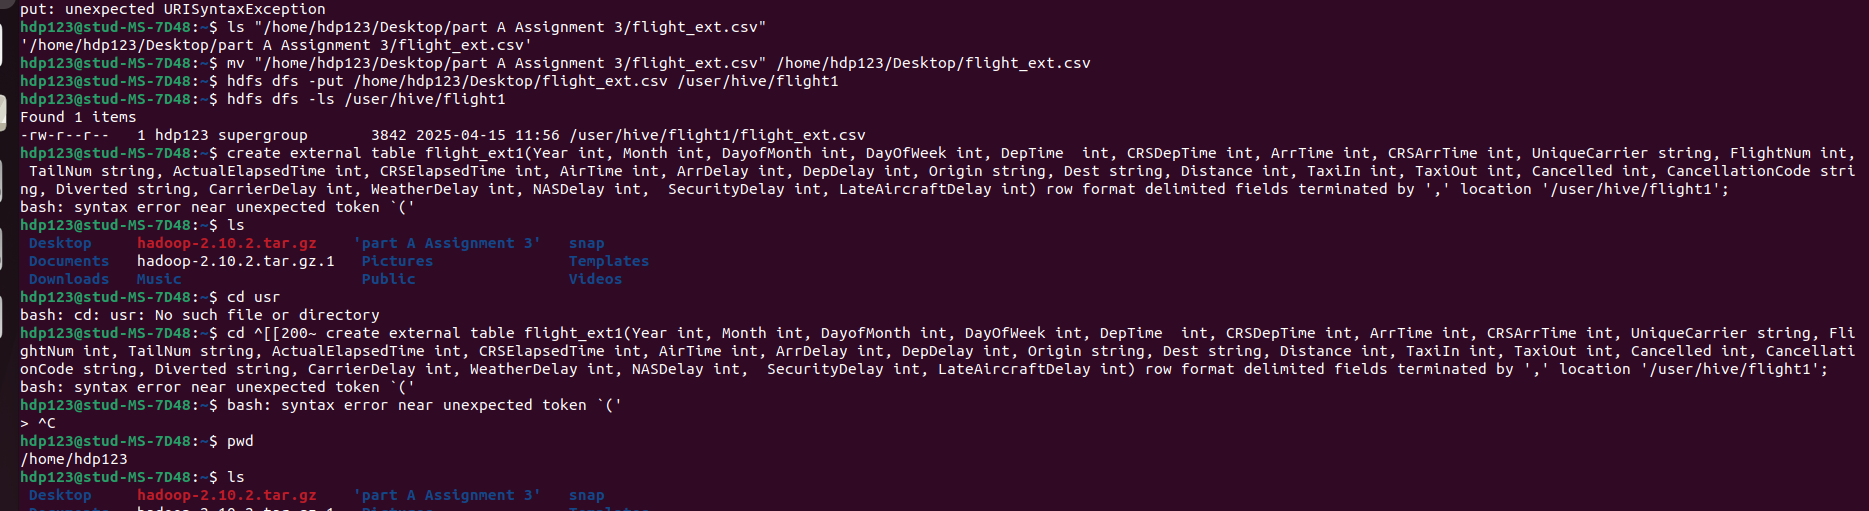 put: unexpected URISyntaxException
hdp123@stud-MS-7D48:~$ ls "/home/hdp123/Desktop/part A Assignment 3/flight_ext.csv"
'/home/hdp123/Desktop/part A Assignment 3/flight_ext.csv'
hdp123@stud-MS-7D48:~$ mv "/home/hdp123/Desktop/part A Assignment 3/flight_ext.csv" /home/hdp123/Desktop/flight_ext.csv
hdp123@stud-MS-7D48:~$ hdfs dfs -put /home/hdp123/Desktop/flight_ext.csv /user/hive/flight1
hdp123@stud-MS-7D48:~$ hdfs dfs -ls /user/hive/flight1
Found 1 items
-rw-r--r--   1 hdp123 supergroup       3842 2025-04-15 11:56 /user/hive/flight1/flight_ext.csv
hdp123@stud-MS-7D48:~$ create external table flight_ext1(Year int, Month int, DayofMonth int, DayOfWeek int, DepTime  int, CRSDepTime int, ArrTime int, CRSArrTime int, UniqueCarrier string, FlightNum int,
 TailNum string, ActualElapsedTime int, CRSElapsedTime int, AirTime int, ArrDelay int, DepDelay int, Origin string, Dest string, Distance int, TaxiIn int, TaxiOut int, Cancelled int, CancellationCode stri
ng, Diverted string, CarrierDelay int, WeatherDelay int, NASDelay int,  SecurityDelay int, LateAircraftDelay int) row format delimited fields terminated by ',' location '/user/hive/flight1';
bash: syntax error near unexpected token `('
hdp123@stud-MS-7D48:~$ ls
 Desktop     hadoop-2.10.2.tar.gz    'part A Assignment 3'   snap
 Documents   hadoop-2.10.2.tar.gz.1   Pictures               Templates
 Downloads   Music                    Public                 Videos
hdp123@stud-MS-7D48:~$ cd usr
bash: cd: usr: No such file or directory
hdp123@stud-MS-7D48:~$ cd ^[[200~ create external table flight_ext1(Year int, Month int, DayofMonth int, DayOfWeek int, DepTime  int, CRSDepTime int, ArrTime int, CRSArrTime int, UniqueCarrier string, Fli
ghtNum int, TailNum string, ActualElapsedTime int, CRSElapsedTime int, AirTime int, ArrDelay int, DepDelay int, Origin string, Dest string, Distance int, TaxiIn int, TaxiOut int, Cancelled int, Cancellati
onCode string, Diverted string, CarrierDelay int, WeatherDelay int, NASDelay int,  SecurityDelay int, LateAircraftDelay int) row format delimited fields terminated by ',' location '/user/hive/flight1';
bash: syntax error near unexpected token `('
hdp123@stud-MS-7D48:~$ bash: syntax error near unexpected token `('
> ^C
hdp123@stud-MS-7D48:~$ pwd
/home/hdp123
hdp123@stud-MS-7D48:~$ ls
 Desktop     hadoop-2.10.2.tar.gz    'part A Assignment 3'   snap
 Documents   hadoop-2.10.2.tar.gz.1   Pictures               Templates